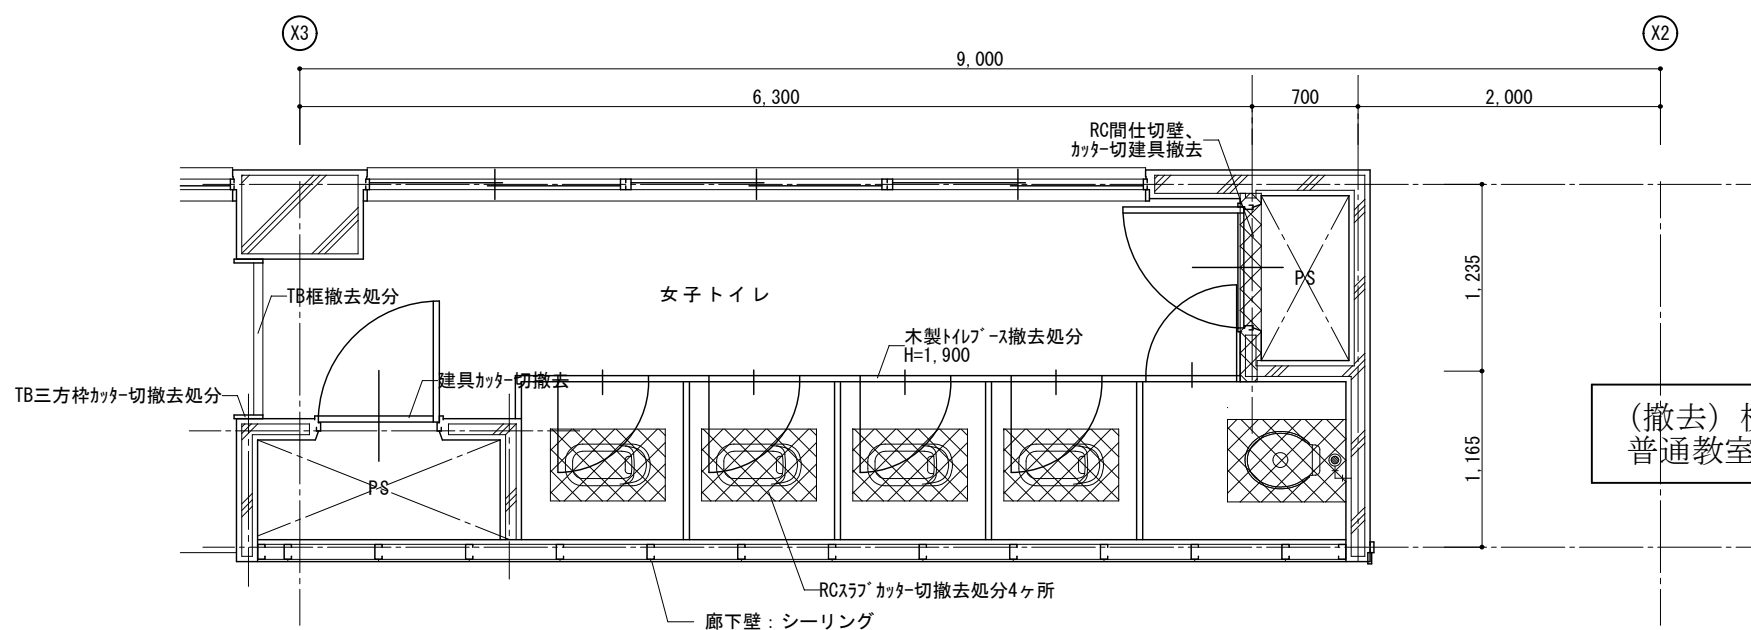 X3
X2
9,000
6,300
700
2,000
RC間仕切壁、
ｶｯﾀｰ切建具撤去
1,235
PS
女子トイレ
TB框撤去処分
木製ﾄｲﾚﾌﾞｰｽ撤去処分
H=1,900
建具ｶｯﾀｰ切撤去
TB三方枠ｶｯﾀｰ切撤去処分
(撤去)
普通教室
1,165
PS
RCｽﾗﾌﾞｶｯﾀｰ切撤去処分4ヶ所
廊下壁：シーリング